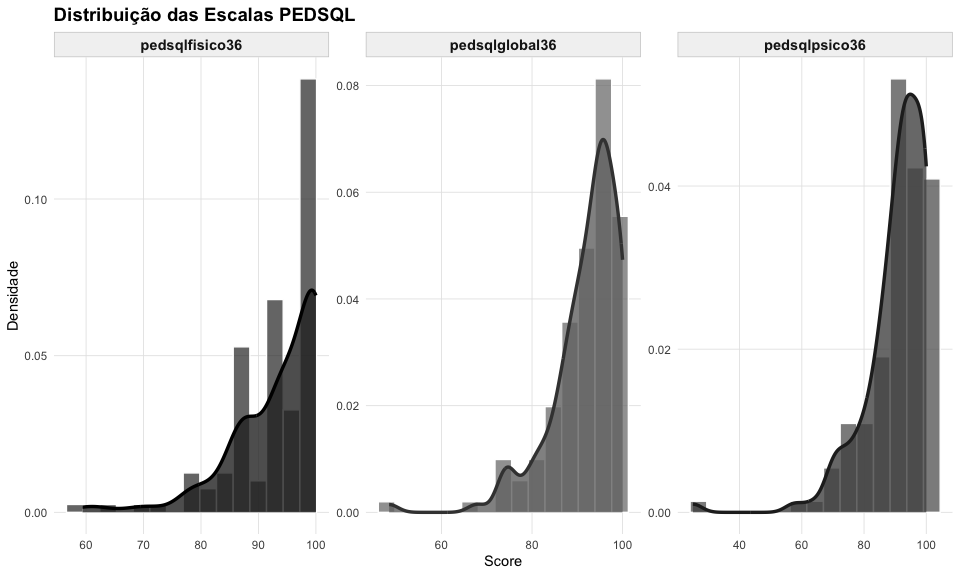 Distribuição das Escalas PEDSQL
pedsqlfisico36 pedsqlglobal36 pedsqlpsico36
Densidade
0.10
0.05
0.00
60 70 80 90 100
0.08
0.06
0.04
0.02
0.00
60 80 100
0.04
0.02
0.00
40 60 80 100
Score